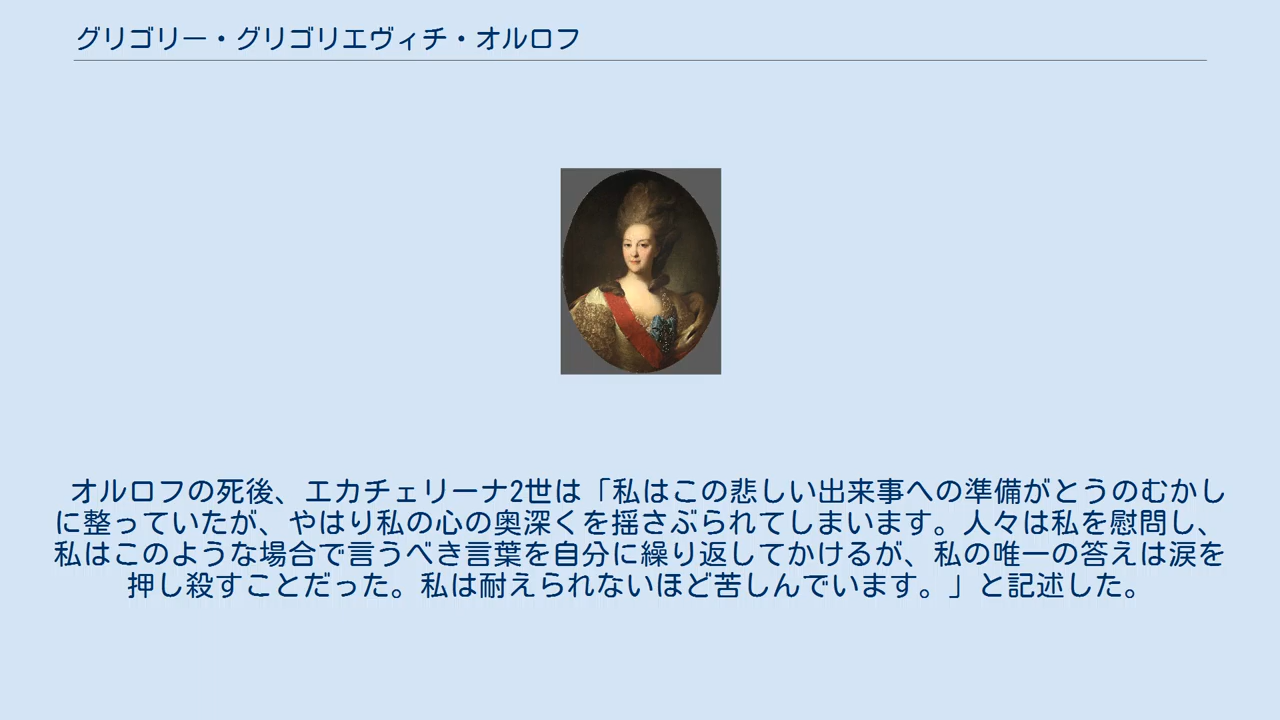 グリゴリー・グリゴリエヴィチ・オルロフ
オルロフの死後、エカチェリーナ2世は「私はこの悲しい出来事への準備がとうのむかし
に整っていたが、やはり私の心の奥深くを揺さぶられてしまいます。人々は私を慰問し、
私はこのような場合で言うべき言葉を自分に繰り返してかけるが、私の唯一の答えは涙を
押し殺すことだった。私は耐えられないほど苦しんでいます。」と記述した。